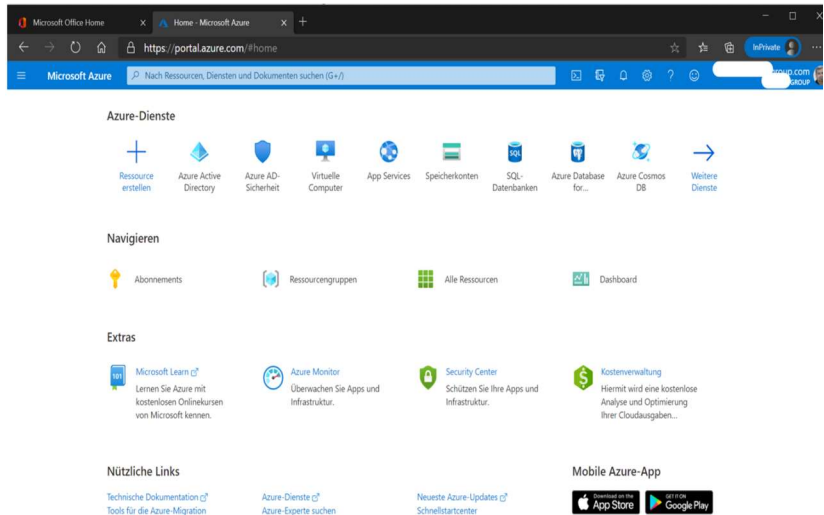 Microsoft Office Home
Home - Microsoft Azure
https://portal.azure.com/#home
InPrivate
Microsoft Azure
Nach Ressourcen, Diensten und Dokumenten suchen (G+/)
group.com
GROUP
Azure-Dienste
Ressource
erstellen
Azure Active
Directory
Azure AD-
Sicherheit
Virtuelle
Computer
App Services
Speicherkonten
SQL
SQL-
Datenbanken
Azure Database
for...
Azure Cosmos
DB
Weitere
Dienste
Navigieren
Abonnements
Ressourcengruppen
Alle Ressourcen
Dashboard
Extras
101
Microsoft Learn
Lernen Sie Azure mit
kostenlosen Onlinekursen
von Microsoft kennen.
Azure Monitor
Überwachen Sie Apps und
Infrastruktur.
Security Center
Schützen Sie Ihre Apps und
Infrastruktur.
$
Kostenverwaltung
Hiermit wird eine kostenlose
Analyse und Optimierung
Ihrer Cloudausgaben...
Nützliche Links
Technische Dokumentation
Tools für die Azure-Migration
Azure-Dienste
Azure-Experte suchen
Neueste Azure-Updates
Schnellstartcenter
Mobile Azure-App
Download on the
App Store
GET IT ON
Google Play